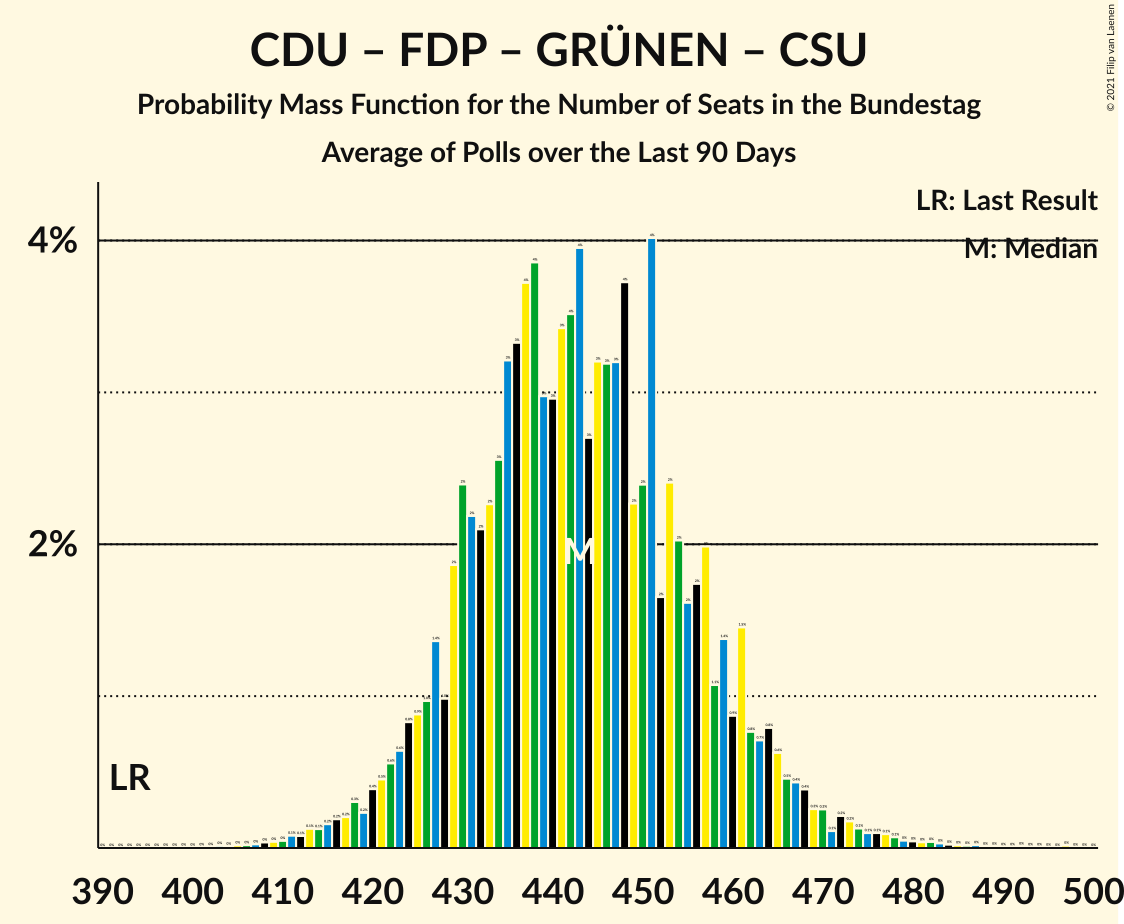 CDU – FDP – GRÜNEN – CSU
Probability Mass Function for the Number of Seats in the Bundestag
Average of Polls over the Last 90 Days
© 2021 Filip van Laenen
LR: Last Result
M: Median
4%
2%
M
LR
390 400 410 420 430 440 450 460 470 480 490 500